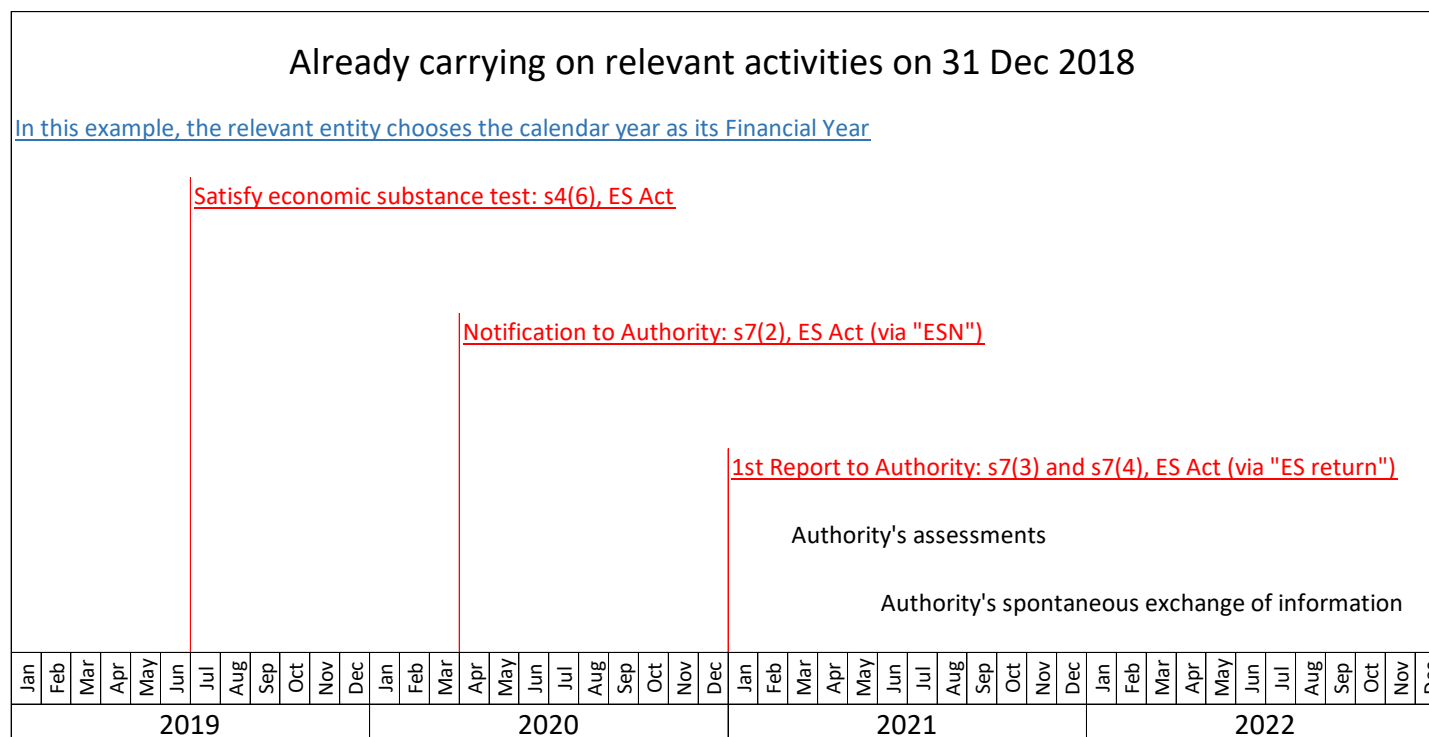 Already carrying on relevant activities on 31 Dec 2018
In this example, the relevant entity chooses the calendar year as its Financial Year
Satisfy economic substance test: s4(6), ES Act
Notification to Authority: s7(2), ES Act (via "ESN")
1st Report to Authority: s7(3) and s7(4), ES Act (via "ES return")
Authority's assessments
Authority's spontaneous exchange of information
Jan Feb Mar Apr May Jun Jul Aug Sep Oct Nov Dec Jan Feb Mar Apr May Jun Jul Aug Sep Oct Nov Dec Jan Feb Mar Apr May Jun Jul Aug Sep Oct Nov Dec Jan Feb Mar Apr May Jun Jul Aug Sep Oct Nov
2019 2020 2021 2022